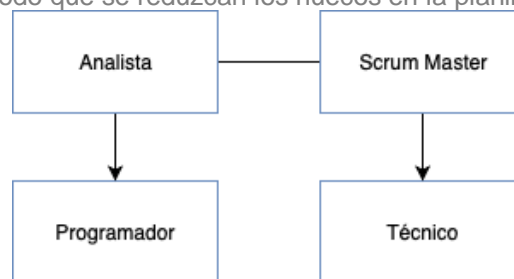 que se reduzcan los huecos en la
Analista
Scrum Master
Programador
Técnico